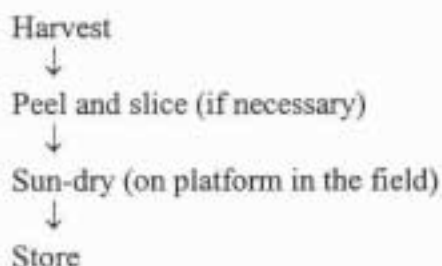 Harvest
↓
Peel and slice (if necessary)
↓
Sun-dry (on platform in the field)
↓
Store